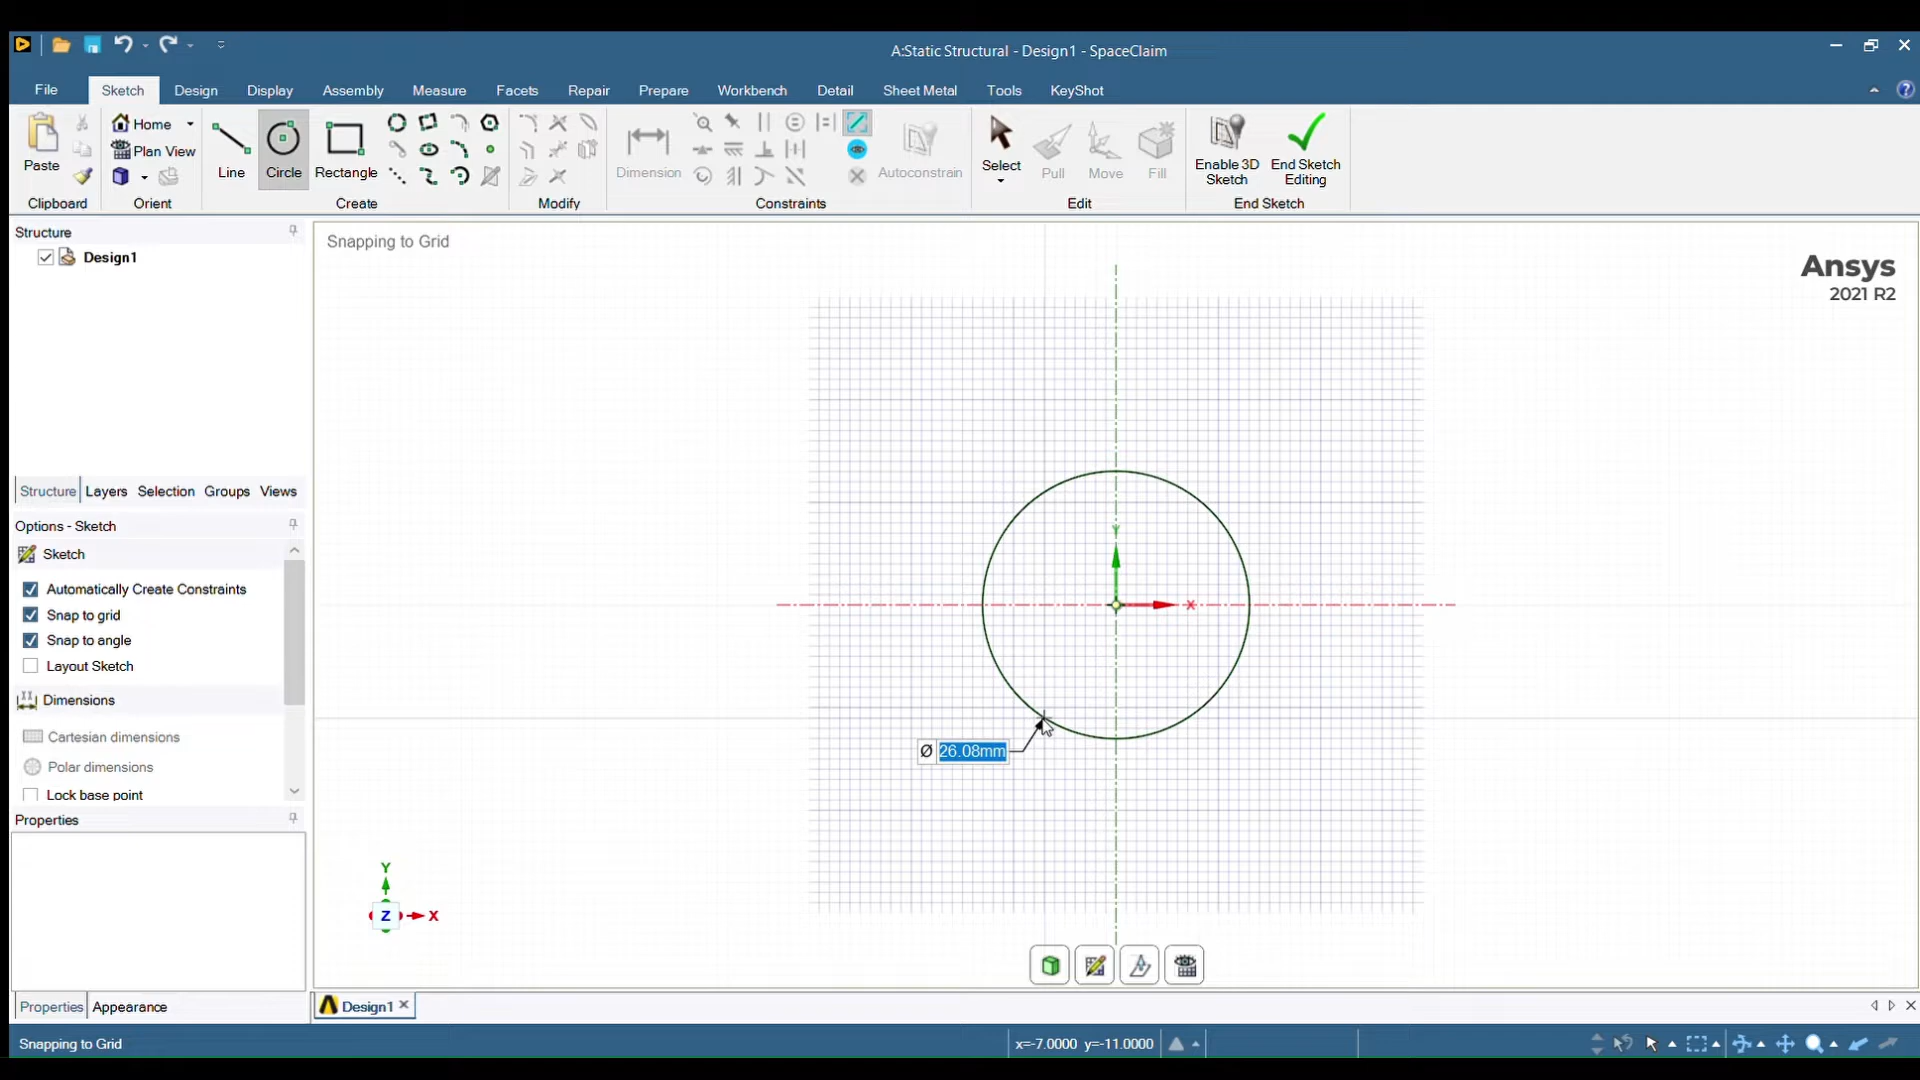 A:Static Structural - Design1 - SpaceClaim
File Sketch Design Display Assembly Measure Facets Repair Prepare Workbench Detail Sheet Metal Tools KeyShot
Paste
Home
Plan View
Line
Circle
Rectangle
Dimension
Autoconstrain
Select
Pull
Move
Fill
Enable 3D
Sketch
End Sketch
Editing
Clipboard Orient Create Modify Constraints Edit End Sketch
Structure
Design1
Snapping to Grid
Ansys
2021 R2
Structure Layers Selection Groups Views
Options - Sketch
Sketch
Automatically Create Constraints
Snap to grid
Snap to angle
Layout Sketch
Dimensions
Cartesian dimensions
Polar dimensions
Lock base point
Properties
Y
X
Ø 26.08mm
Y
Z
X
Properties Appearance
Design1
Snapping to Grid
x=-7.0000 y=-11.0000